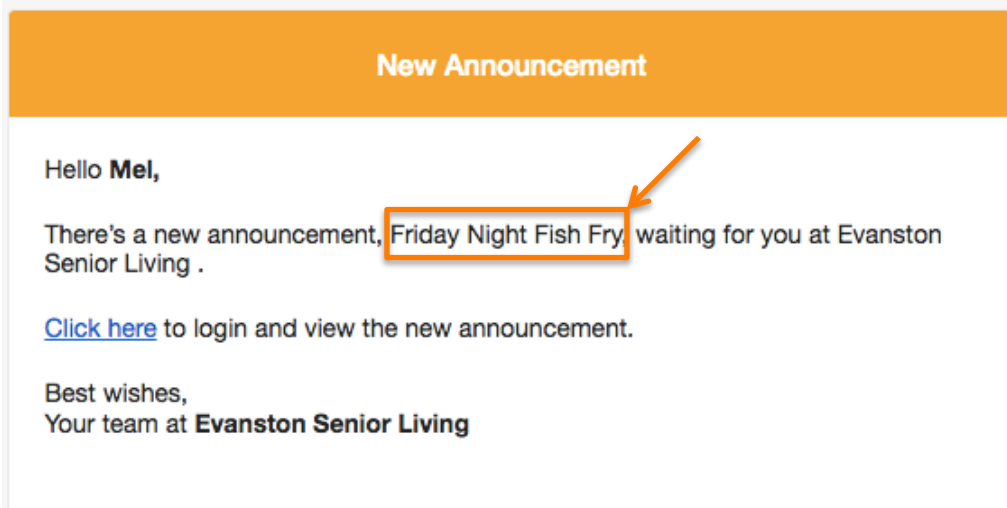 New Announcement
Hello Mel,
There's a new announcement, Friday Night Fish Fry, waiting for you at Evanston
Senior Living .
Click here to login and view the new announcement.
Best wishes,
Your team at Evanston Senior Living